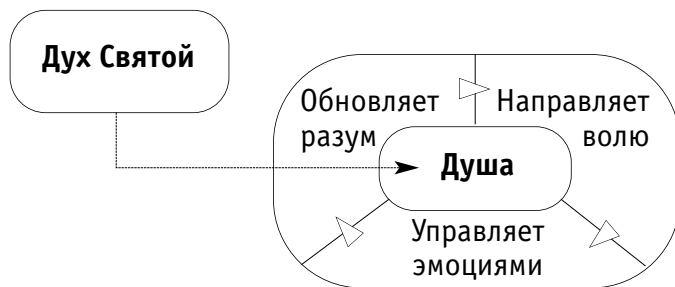 Дух Святой
Обновляет
разум
Направляет
волю
Душа
Управляет
эмоциями